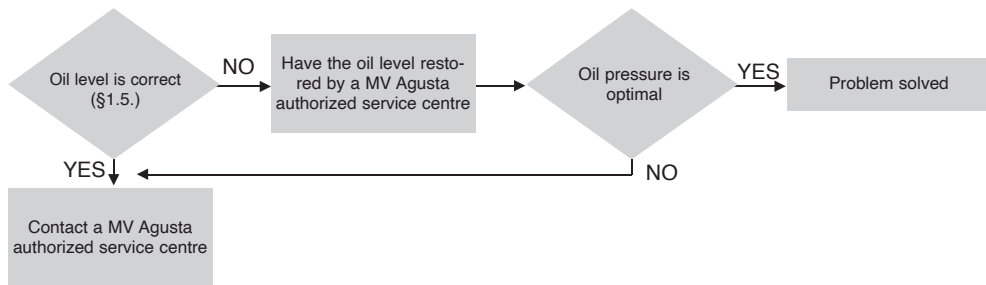 Oil level is correct
(§1.5.)
NO
Have the oil level resto-
red by a MV Agusta
authorized service centre
Oil pressure is
optimal
YES
Problem solved
YES
NO
Contact a MV Agusta
authorized service centre